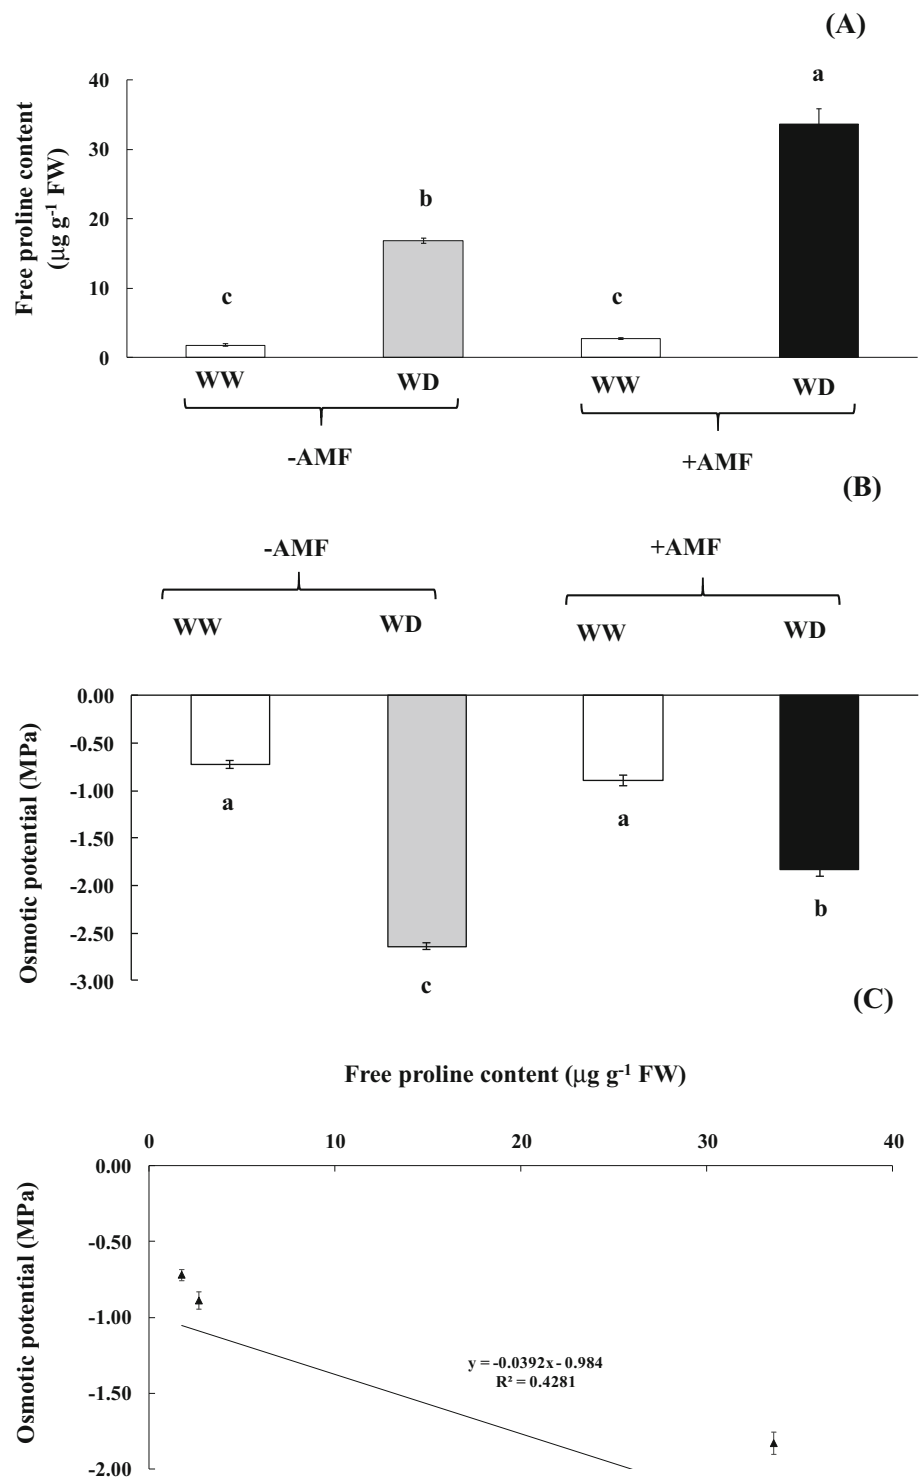 (A)
a
40
30
20
10
0
Free proline content
(μg g-1 FW)
b
c
c
WW
WD
WW
WD
-AMF
+AMF
(B)
-AMF
+AMF
WW
WD
WW
WD
0.00
-0.50
-1.00
-1.50
-2.00
-2.50
-3.00
Osmotic potential (MPa)
a
a
b
c
(C)
Free proline content (μg g-1 FW)
0
10
20
30
40
0.00
-0.50
-1.00
-1.50
-2.00
Osmotic potential (MPa)
y = -0.0392x - 0.984
R² = 0.4281